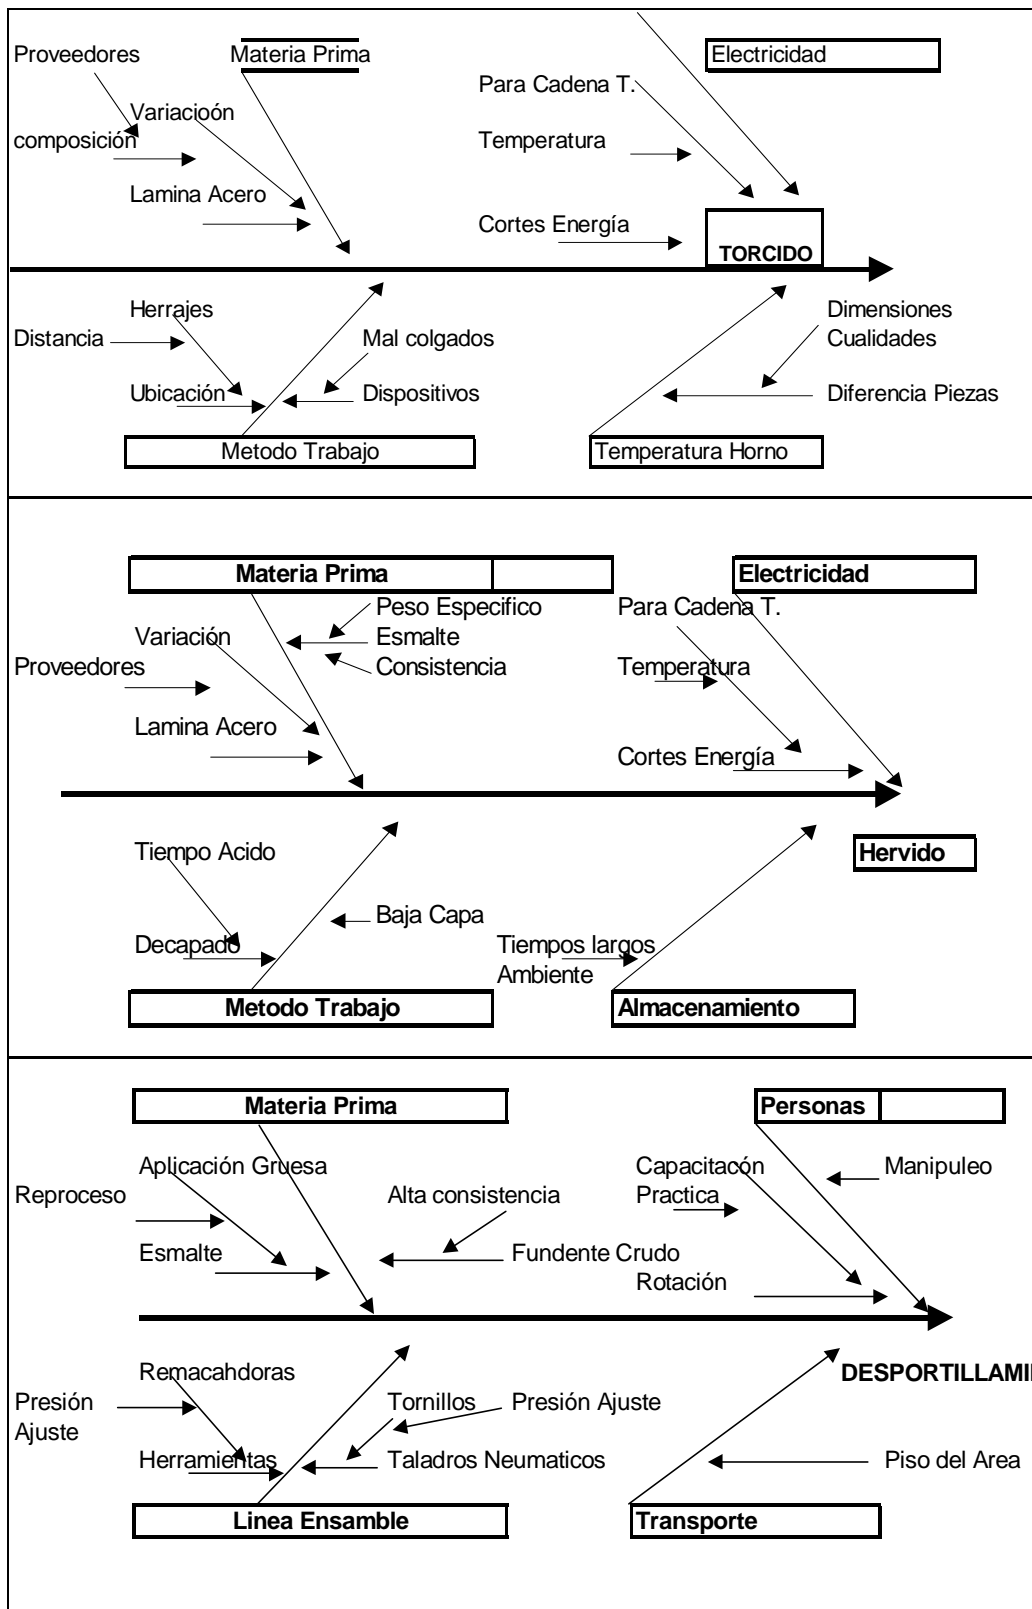 Proveedores
Materia Prima
Electricidad
Para Cadena T.
Variacioón
composición
Temperatura
Lamina Acero
Cortes Energía
TORCIDO
Herrajes
Dimensiones
Distancia
Mal colgados
Cualidades
Ubicación
Dispositivos
Diferencia Piezas
Metodo Trabajo
Temperatura Horno
Materia Prima
Electricidad
Peso Especifico
Para Cadena T.
Variación
Esmalte
Proveedores
Consistencia
Temperatura
Lamina Acero
Cortes Energía
Tiempo Acido
Hervido
Baja Capa
Decapado
Tiempos largos
Ambiente
Metodo Trabajo
Almacenamiento
Materia Prima
Personas
Aplicación Gruesa
Capacitacón
Manipuleo
Reproceso
Alta consistencia
Practica
Esmalte
Fundente Crudo
Rotación
Remacahdoras
DESPORTILLAMI
Presión
Tornillos
Presión Ajuste
Ajuste
Herramientas
Taladros Neumaticos
Piso del Area
Linea Ensamble
Transporte